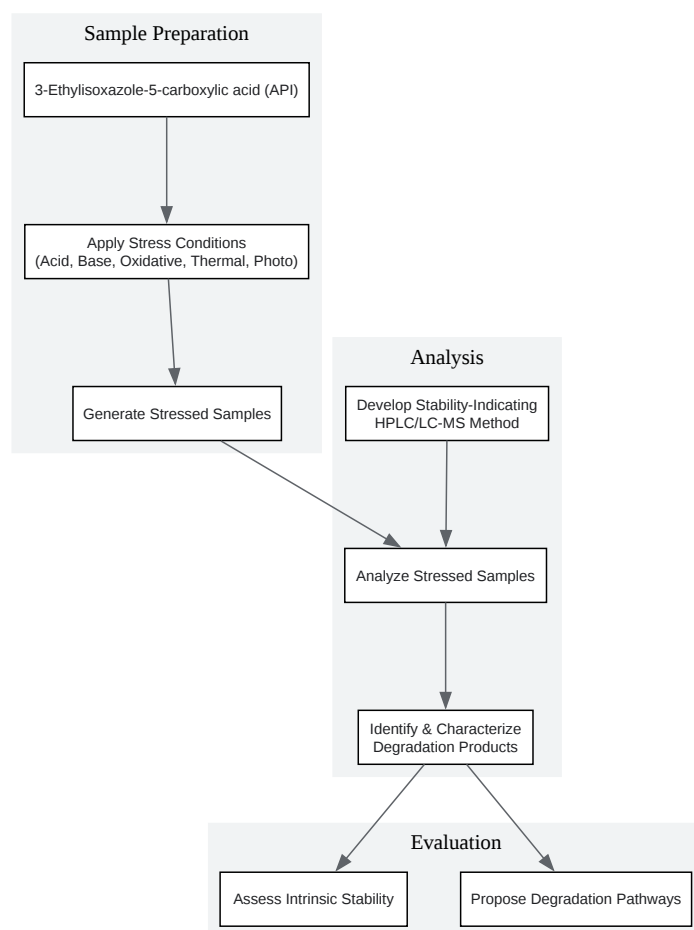 Sample Preparation
3-Ethylisoxazole-5-carboxylic acid (API)
Apply Stress Conditions
(Acid, Base, Oxidative, Thermal, Photo)
Generate Stressed Samples
Analysis
Develop Stability-Indicating
HPLC/LC-MS Method
Analyze Stressed Samples
Identify & Characterize
Degradation Products
Evaluation
Assess Intrinsic Stability
Propose Degradation Pathways